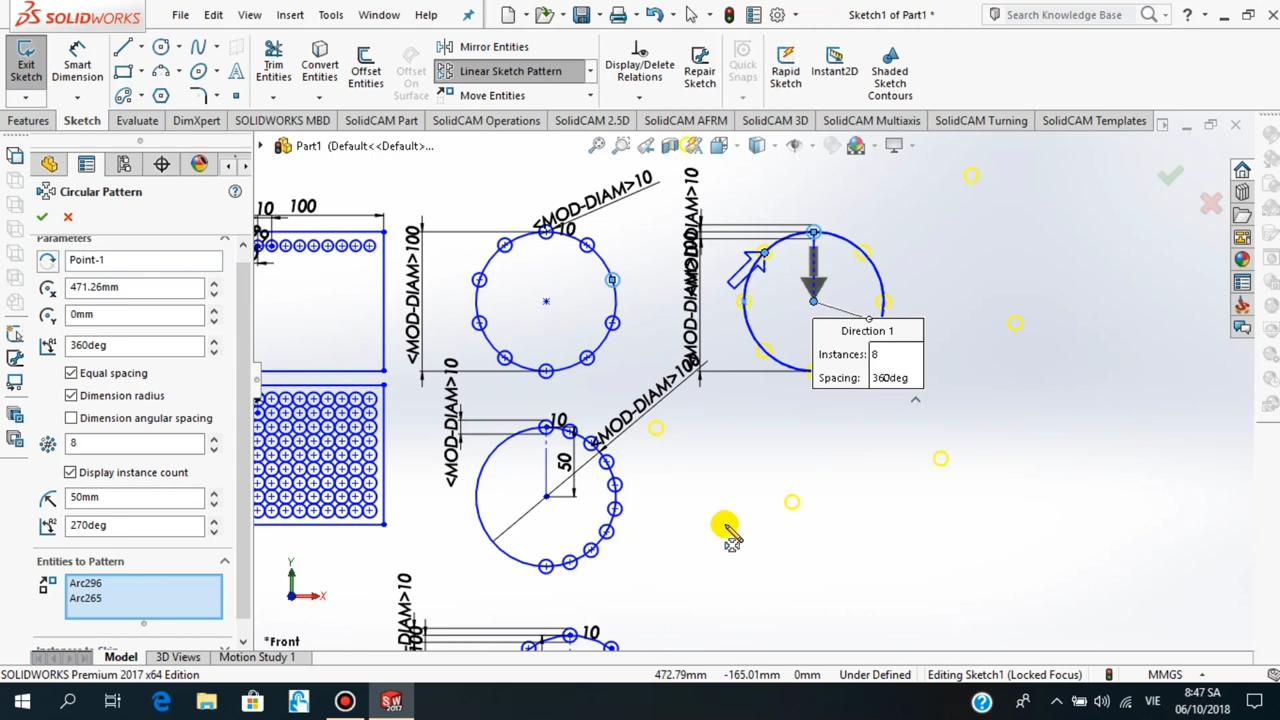 SOLIDWORKS File Edit View Insert Tools Window Help Sketch1 of Part1 * Search Knowledge Base ?
Exit Sketch Smart Dimension Trim Entities Convert Entities Offset Entities Offset On Surface Mirror Entities Linear Sketch Pattern Move Entities Display/Delete Relations Repair Sketch Quick Snaps Rapid Sketch Instant2D Shaded Sketch Contours
Features Sketch Evaluate DimXpert SOLIDWORKS MBD SolidCAM Part SolidCAM Operations SolidCAM 2.5D SolidCAM AFRM SolidCAM 3D SolidCAM Multiaxis SolidCAM Turning SolidCAM Templates
Part1 (Default<<Default>...
Circular Pattern
Parameters
Point-1
471.26mm
0mm
360deg
Equal spacing
Dimension radius
Dimension angular spacing
8
Display instance count
50mm
270deg
Entities to Pattern
Arc296
Arc265
10 100
<MOD-DIAM>100
<MOD-DIAM>10
10
<MOD-DIAM>10
<MOD-DIAM>10
10
50
<MOD-DIAM>100
10
Direction 1
Instances: 8
Spacing: 360deg
Y
X
*Front
Model 3D Views Motion Study 1
SOLIDWORKS Premium 2017 x64 Edition 472.79mm -165.01mm 0mm Under Defined Editing Sketch1 (Locked Focus) MMGS
SW 2017 VIE 8:47 SA
06/10/2018